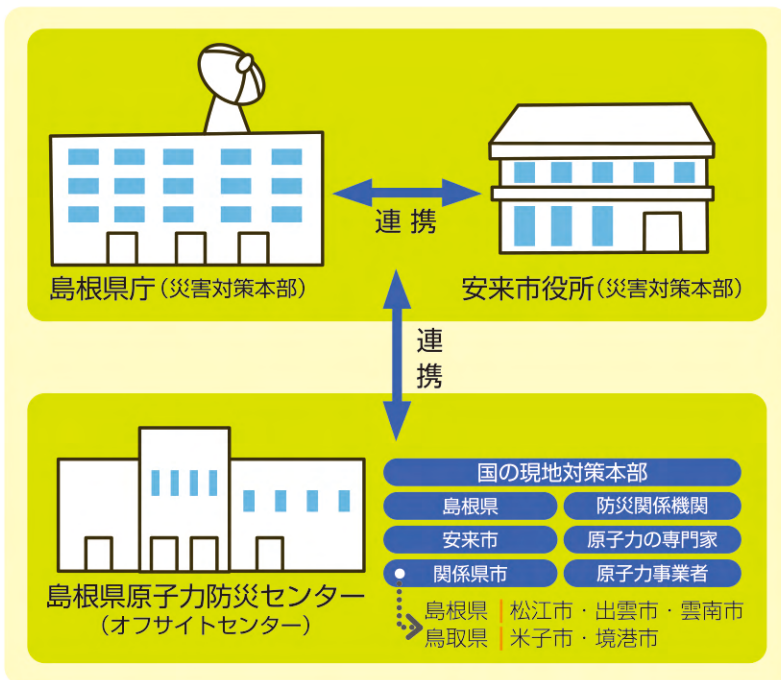 連携
島根県庁(災害対策本部)
安来市役所(災害対策本部)
連携
国の現地対策本部
島根県
防災関係機関
安来市
原子力の専門家
関係県市
原子力事業者
島根県原子力防災センター
(オフサイトセンター)
島根県|松江市・出雲市・雲南市
鳥取県|米子市・境港市